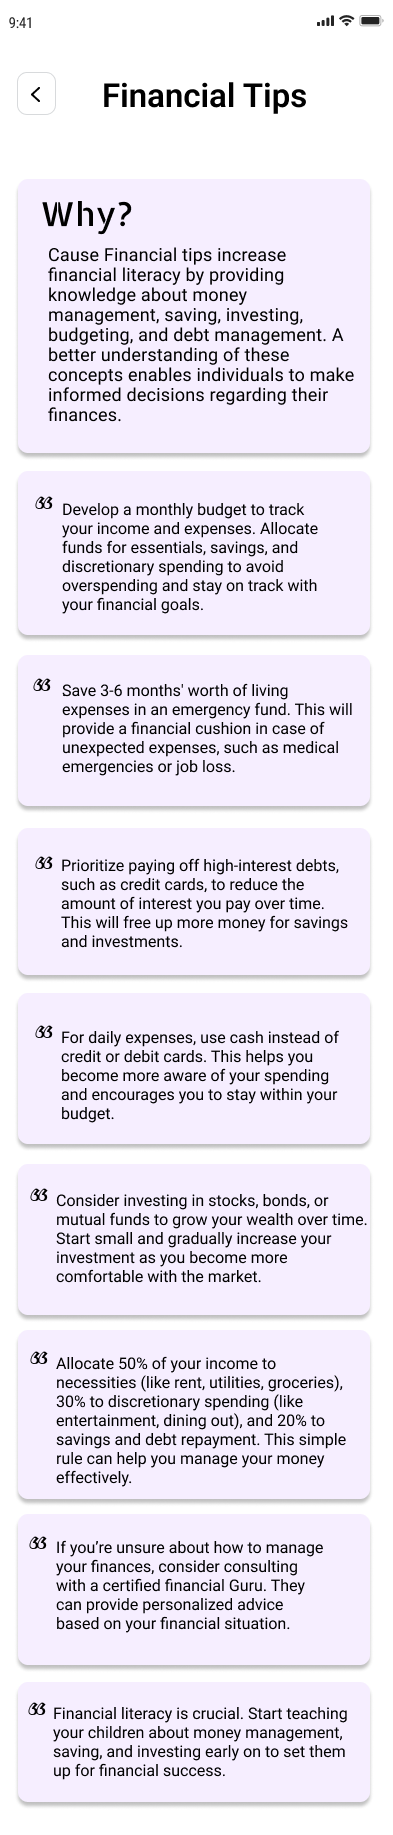 9:41
Financial Tips
Why?
Cause Financial tips increase
financial literacy by providing
knowledge about money
management, saving, investing,
budgeting, and debt management. A
better understanding of these
concepts enables individuals to make
informed decisions regarding their
finances.
Develop a monthly budget to track
your income and expenses. Allocate
funds for essentials, savings, and
discretionary spending to avoid
overspending and stay on track with
your financial goals.
Save 3-6 months' worth of living
expenses in an emergency fund. This will
provide a financial cushion in case of
unexpected expenses, such as medical
emergencies or job loss.
Prioritize paying off high-interest debts,
such as credit cards, to reduce the
amount of interest you pay over time.
This will free up more money for savings
and investments.
For daily expenses, use cash instead of
credit or debit cards. This helps you
become more aware of your spending
and encourages you to stay within your
budget.
Consider investing in stocks, bonds, or
mutual funds to grow your wealth over time.
Start small and gradually increase your
investment as you become more
comfortable with the market.
Allocate 50% of your income to
necessities (like rent, utilities, groceries),
30% to discretionary spending (like
entertainment, dining out), and 20% to
savings and debt repayment. This simple
rule can help you manage your money
effectively.
If you’re unsure about how to manage
your finances, consider consulting
with a certified financial Guru. They
can provide personalized advice
based on your financial situation.
Financial literacy is crucial. Start teaching
your children about money management,
saving, and investing early on to set them
up for financial success.